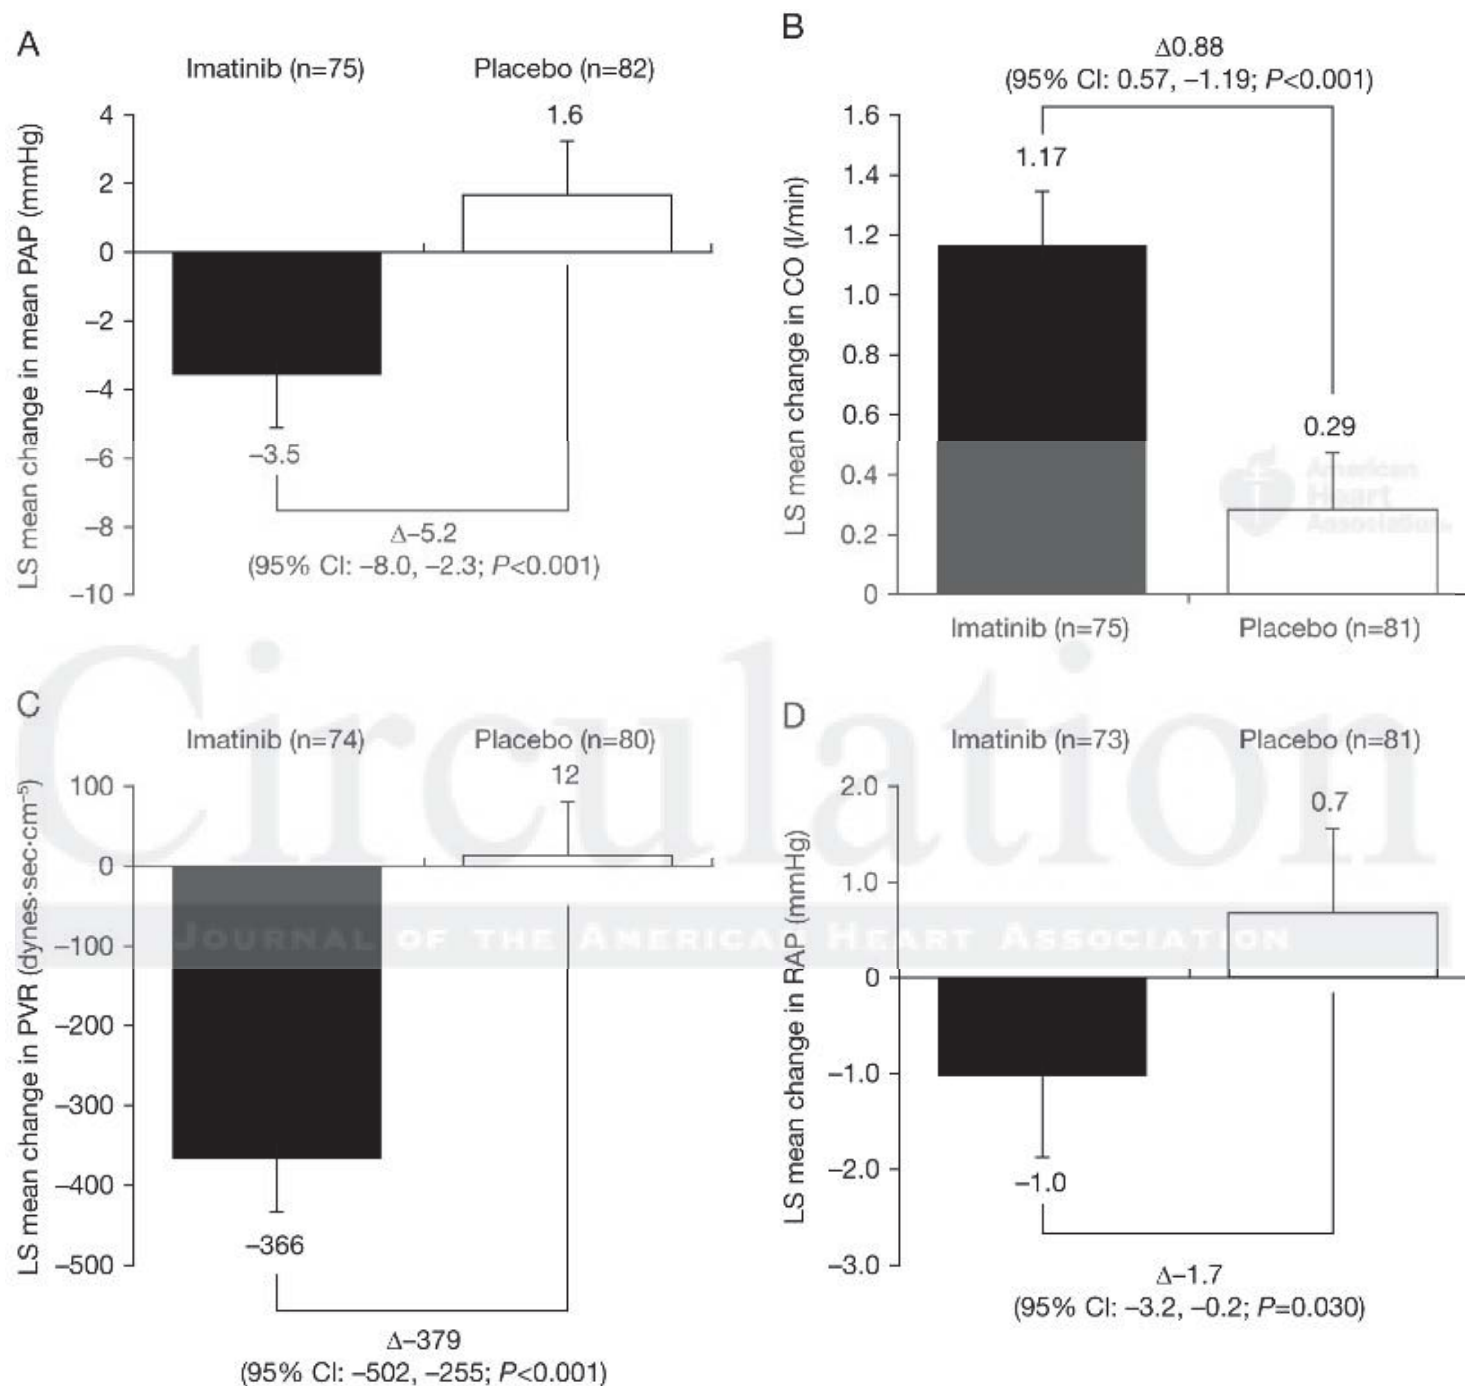 A
Imatinib (n=75)
Placebo (n=82)
LS mean change in mean PAP (mmHg)
4
2
0
−2
−4
−6
−8
−10
1.6
−3.5
Δ−5.2
(95% CI: −8.0, −2.3; P<0.001)
B
Δ0.88
(95% CI: 0.57, −1.19; P<0.001)
LS mean change in CO (l/min)
1.6
1.4
1.2
1.0
0.8
0.6
0.4
0.2
0
1.17
0.29
American
Heart
Association
Imatinib (n=75)
Placebo (n=81)
Circulation
JOURNAL OF THE AMERICAN HEART ASSOCIATION
C
Imatinib (n=74)
Placebo (n=80)
LS mean change in PVR (dynes·sec·cm⁻⁵)
100
0
−100
−200
−300
−400
−500
12
−366
Δ−379
(95% CI: −502, −255; P<0.001)
D
Imatinib (n=73)
Placebo (n=81)
LS mean change in RAP (mmHg)
2.0
1.0
0
−1.0
−2.0
−3.0
0.7
−1.0
Δ−1.7
(95% CI: −3.2, −0.2; P=0.030)